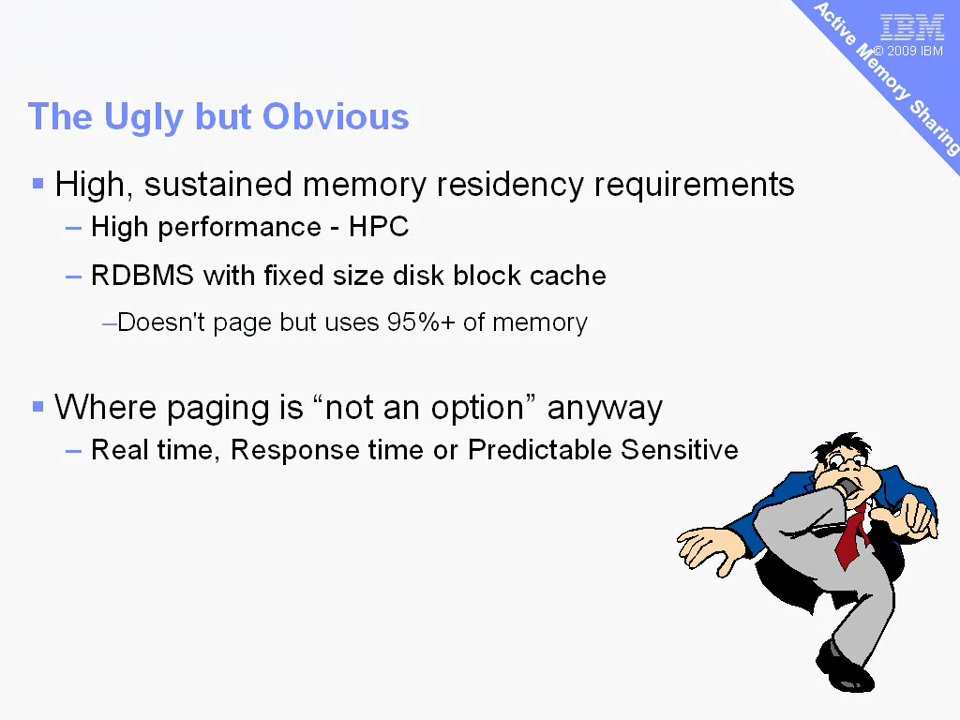 IBM
© 2009 IBM
Active Memory Sharing
The Ugly but Obvious
▪ High, sustained memory residency requirements
– High performance - HPC
– RDBMS with fixed size disk block cache
–Doesn't page but uses 95%+ of memory
▪ Where paging is “not an option” anyway
– Real time, Response time or Predictable Sensitive